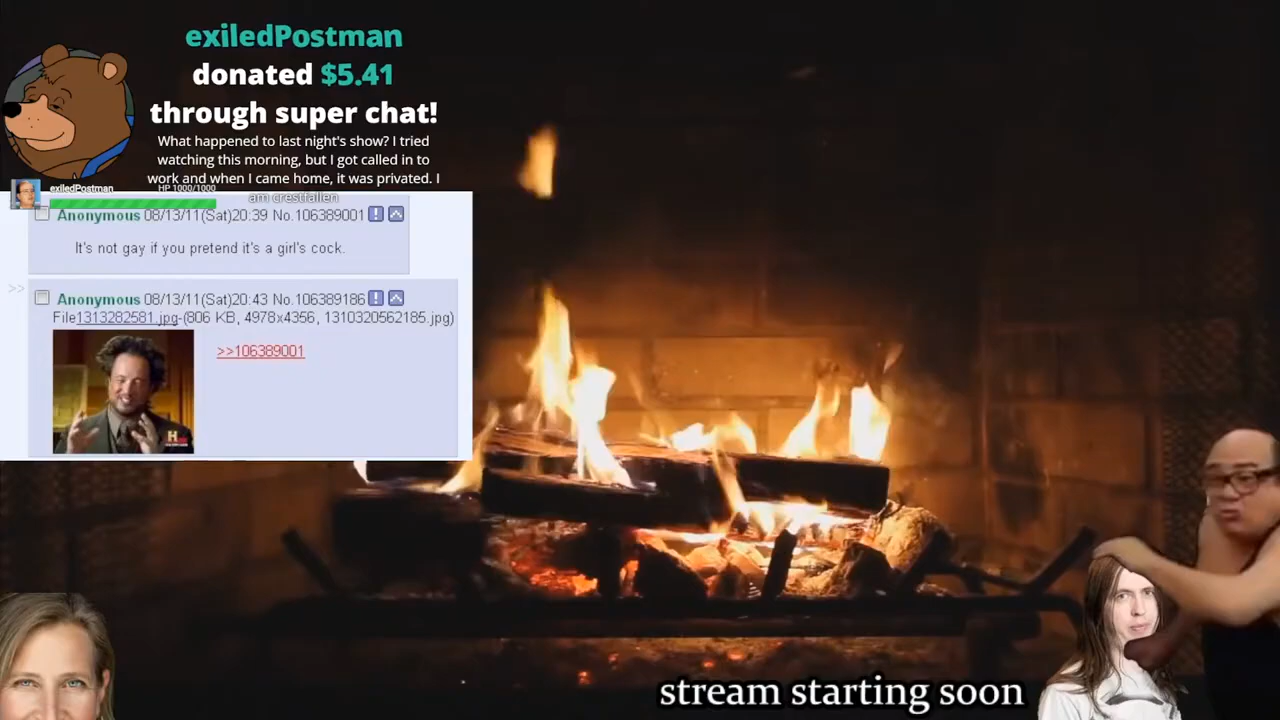 exiledPostman
donated $5.41
through super chat!
What happened to last night's show? I tried
watching this morning, but I got called in to
work and when I came home, it was privated. I
am crestfallen
exiledPostman HP 1000/1000
Anonymous 08/13/11(Sat)20:39 No.106389001
It's not gay if you pretend it's a girl's cock.
>>
Anonymous 08/13/11(Sat)20:43 No.106389186
File1313282581.jpg-(806 KB, 4978x4356, 1310320562185.jpg)
>>106389001
H
stream starting soon